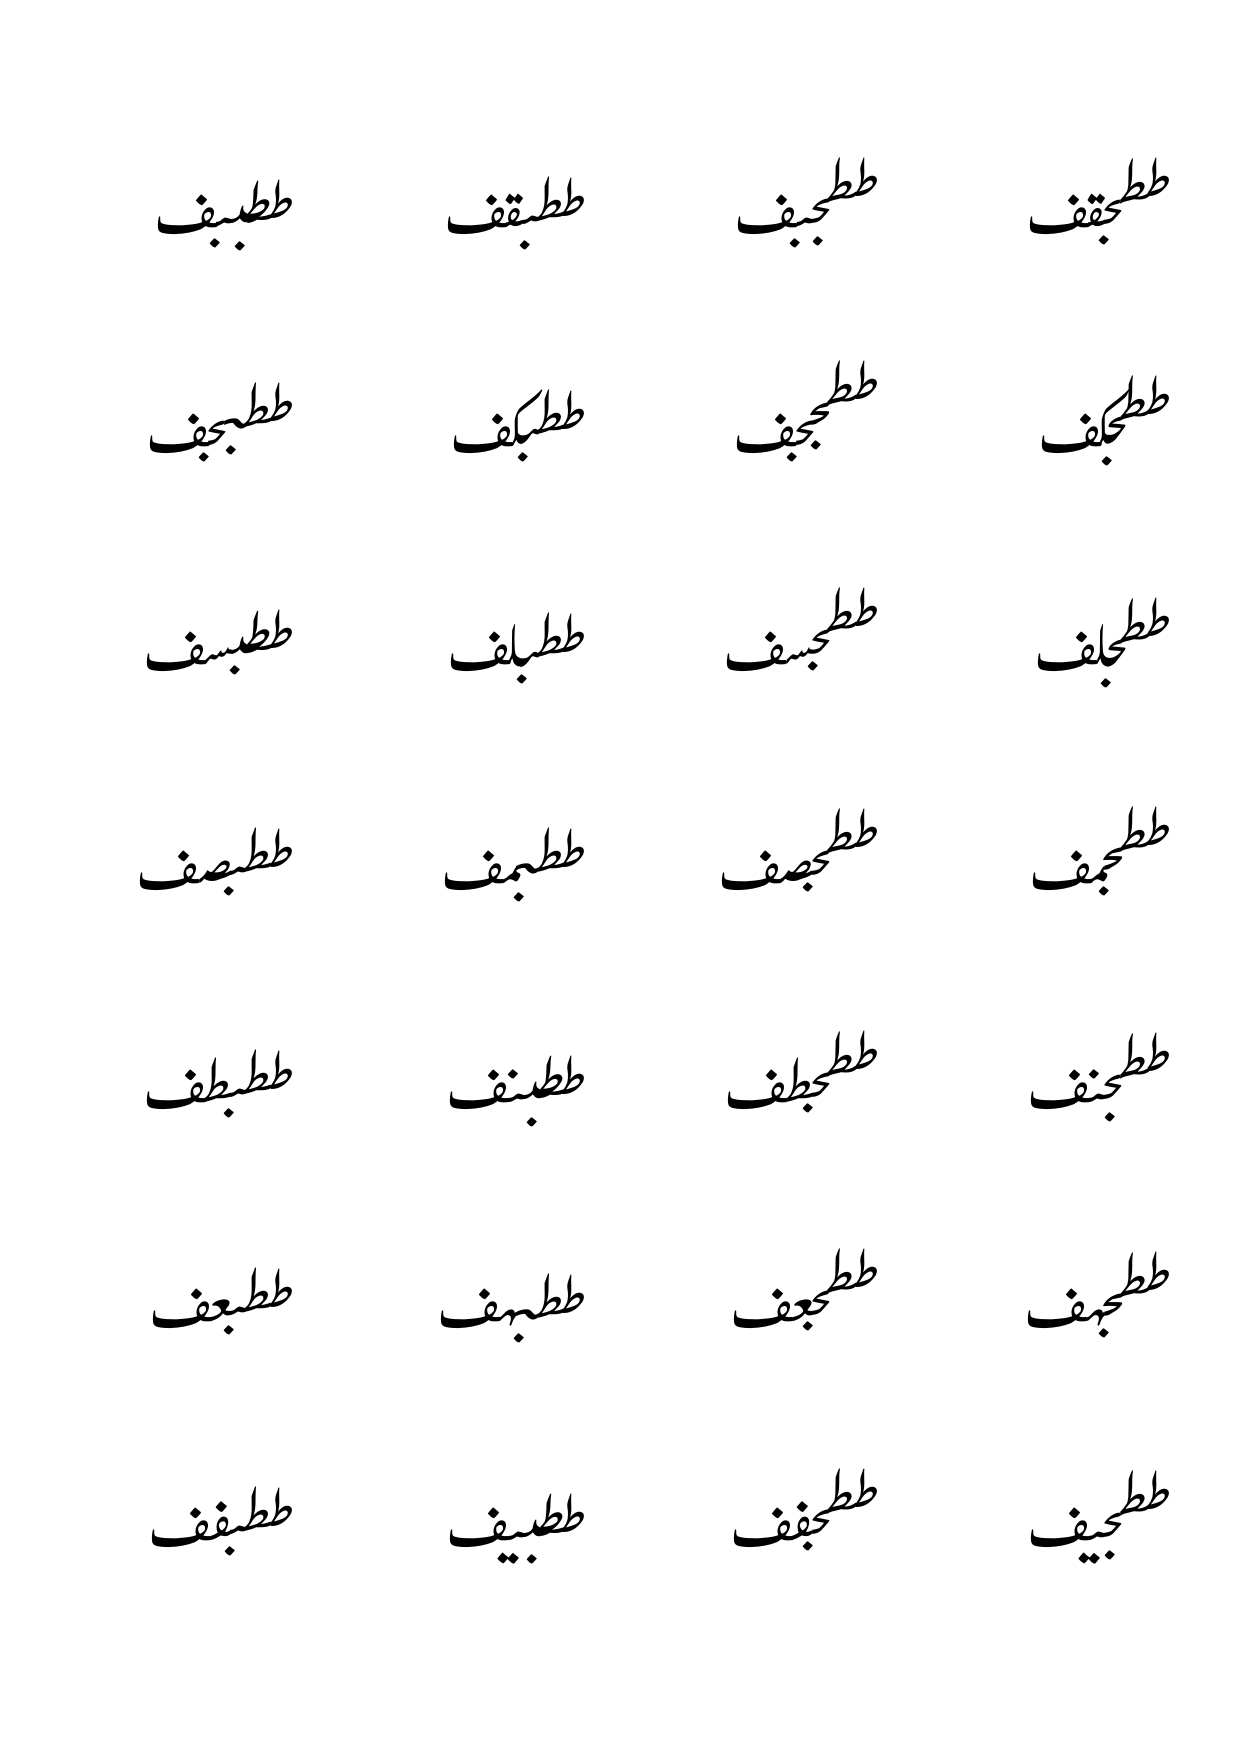 ططجقف ططجبف ططبقف ططببف
ططجكف ططججف ططبكف ططبجف
ططجلف ططجسف ططبلف ططبسف
ططجمف ططجصف ططبمف ططبصف
ططجنف ططجطف ططبنف ططبطف
ططجهف ططجعف ططبهف ططبعف
ططجيف ططجفف ططبيف ططبفف